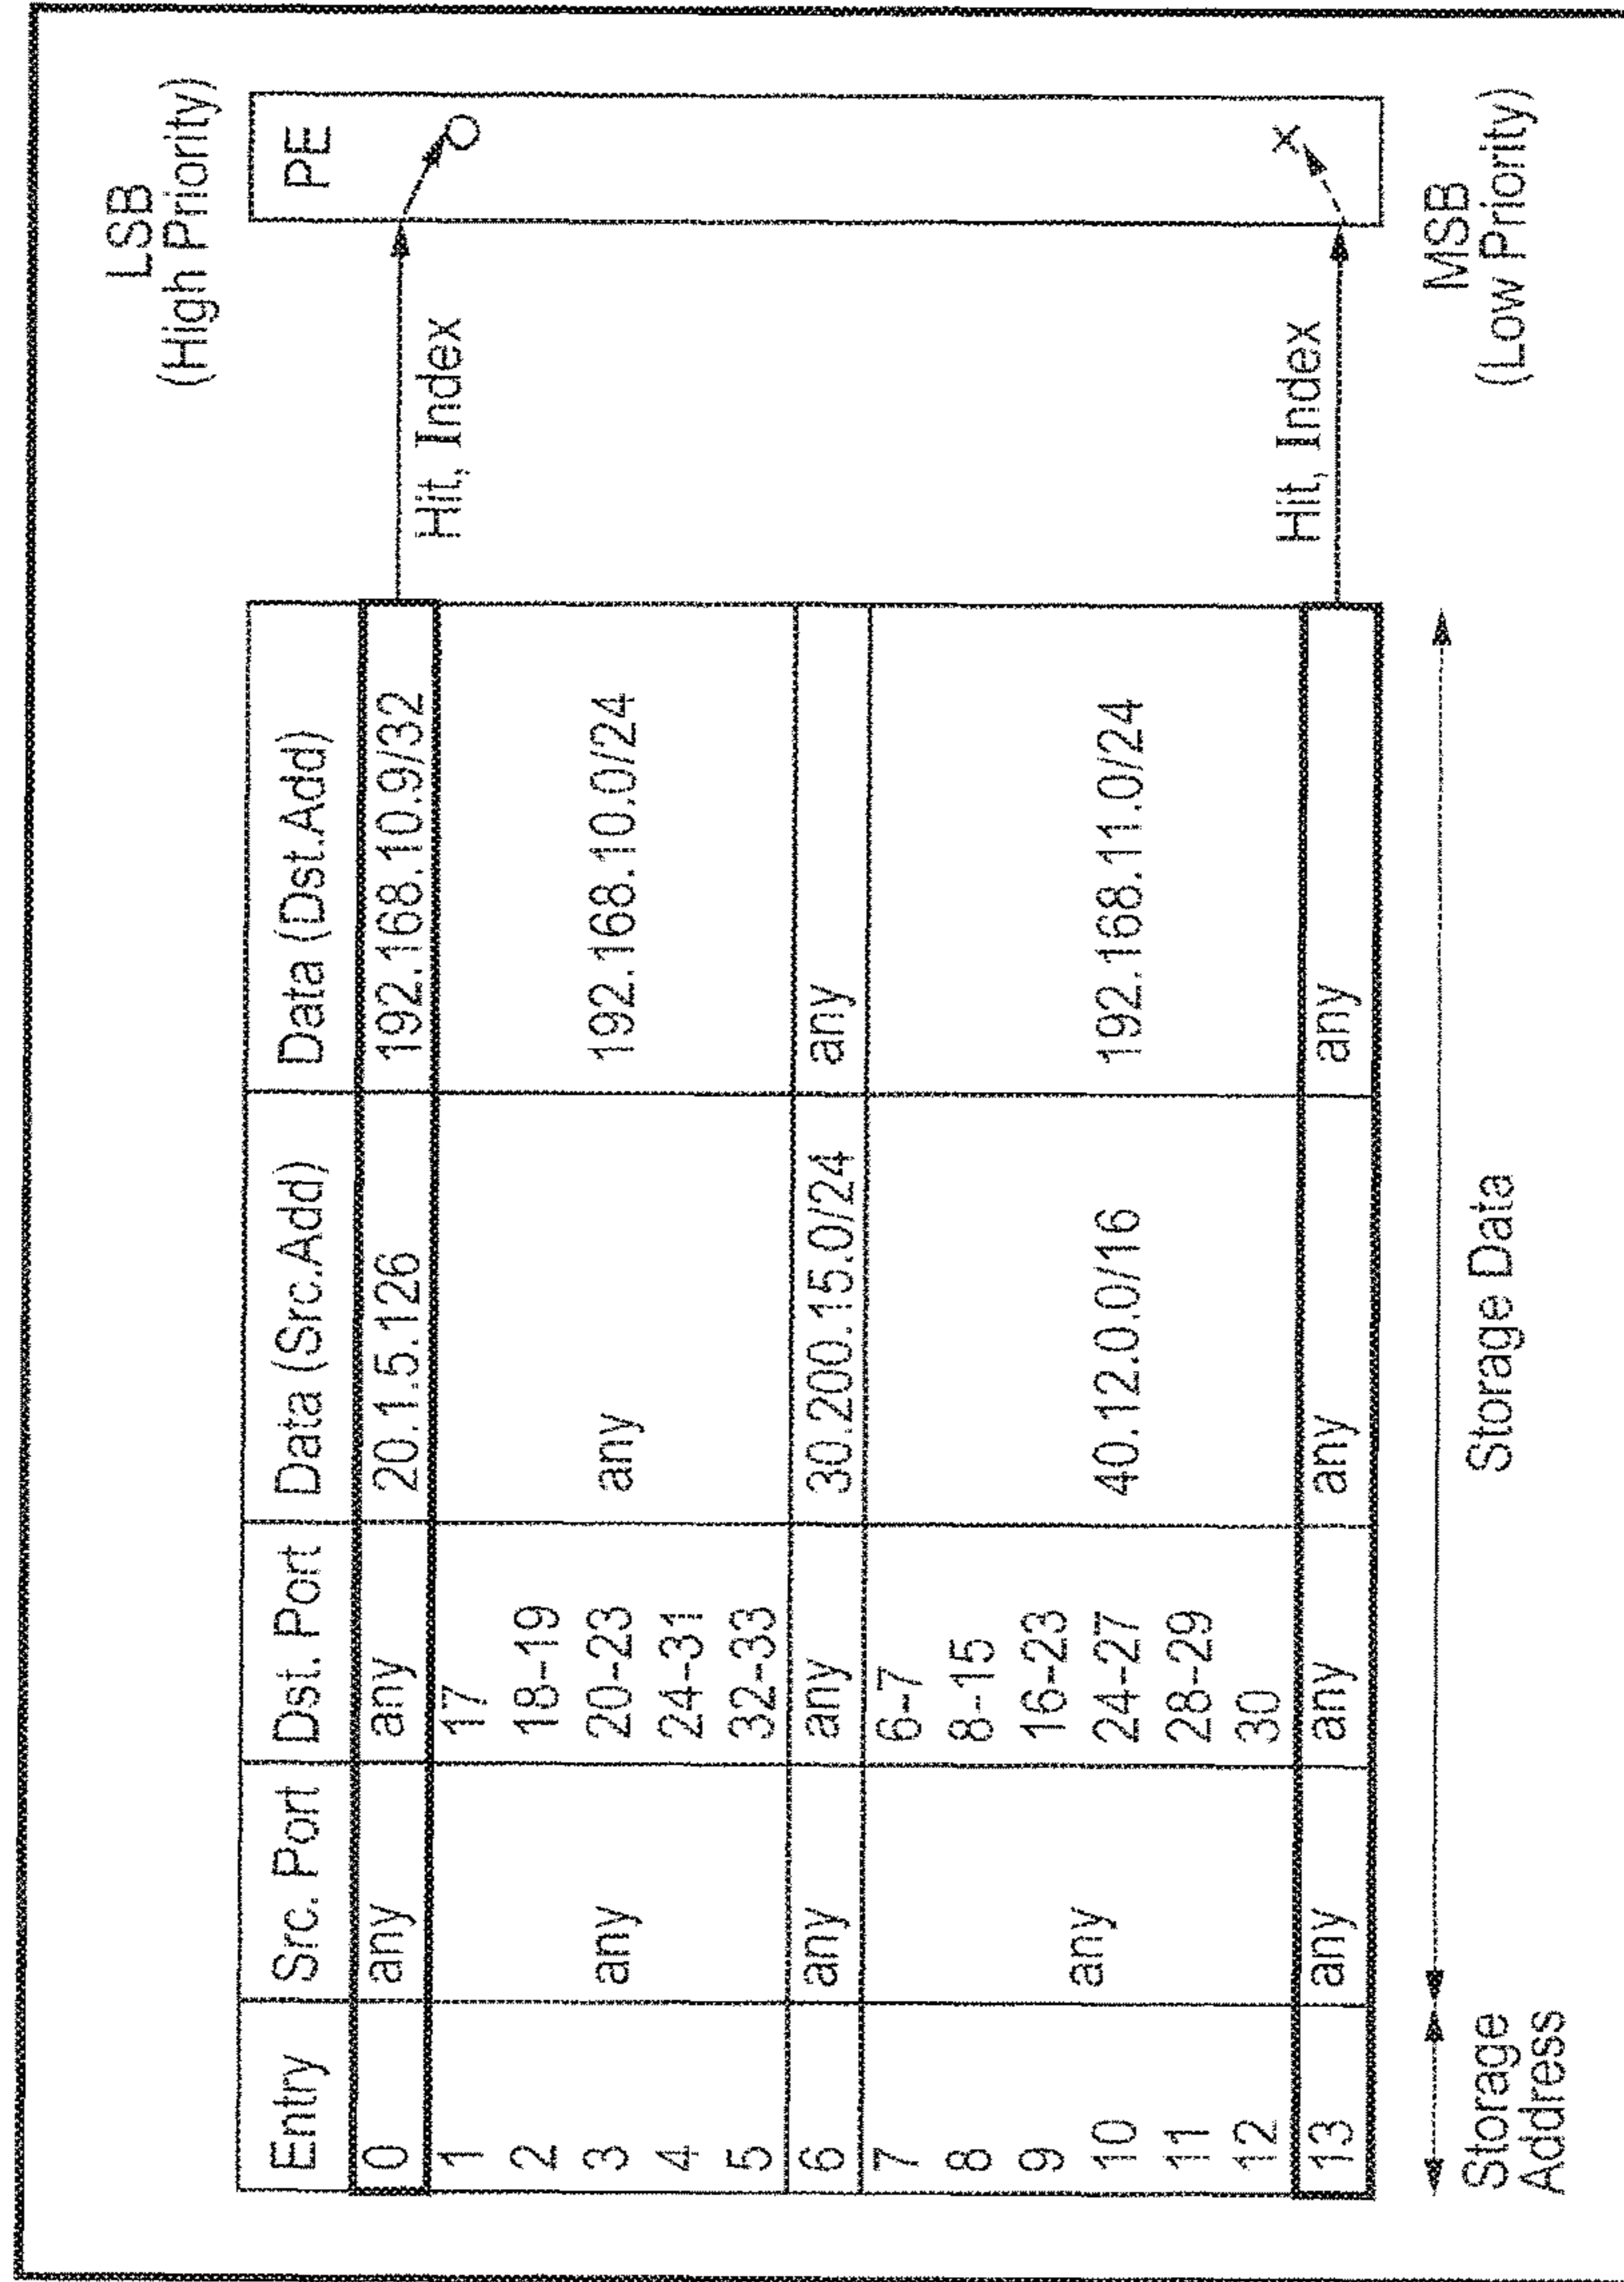 LSB
(High Priority)
Entry Src. Port Dst. Port Data (Src.Add) Data (Dst.Add) PE
0 any any 20.1.5.126 192.168.10.9/32
Hit, Index
1 17
2 18-19
3 any 20-23 any 192.168.10.0/24
4 24-31
5 32-33
6 any any 30.200.15.0/24 any
7 6-7
8 8-15
9 16-23
10 any 24-27 40.12.0.0/16 192.168.11.0/24
11 28-29
12 30
Hit, Index
13 any any any any
Storage
Address
Storage Data
MSB
(Low Priority)